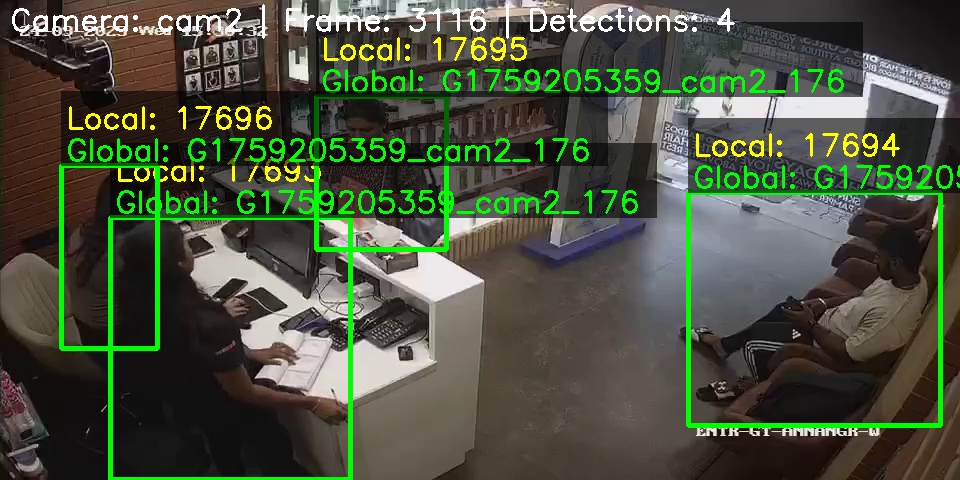 Camera: cam2 | Frame: 3116 | Detections: 4
Local: 17695
Global: G1759205359_cam2_176
Local: 17696
Global: G1759205359_cam2_176
Local: 17694
Global: G175920
Local: 17693
Global: G1759205359_cam2_176
ENTR-GT-ANNANGR-W